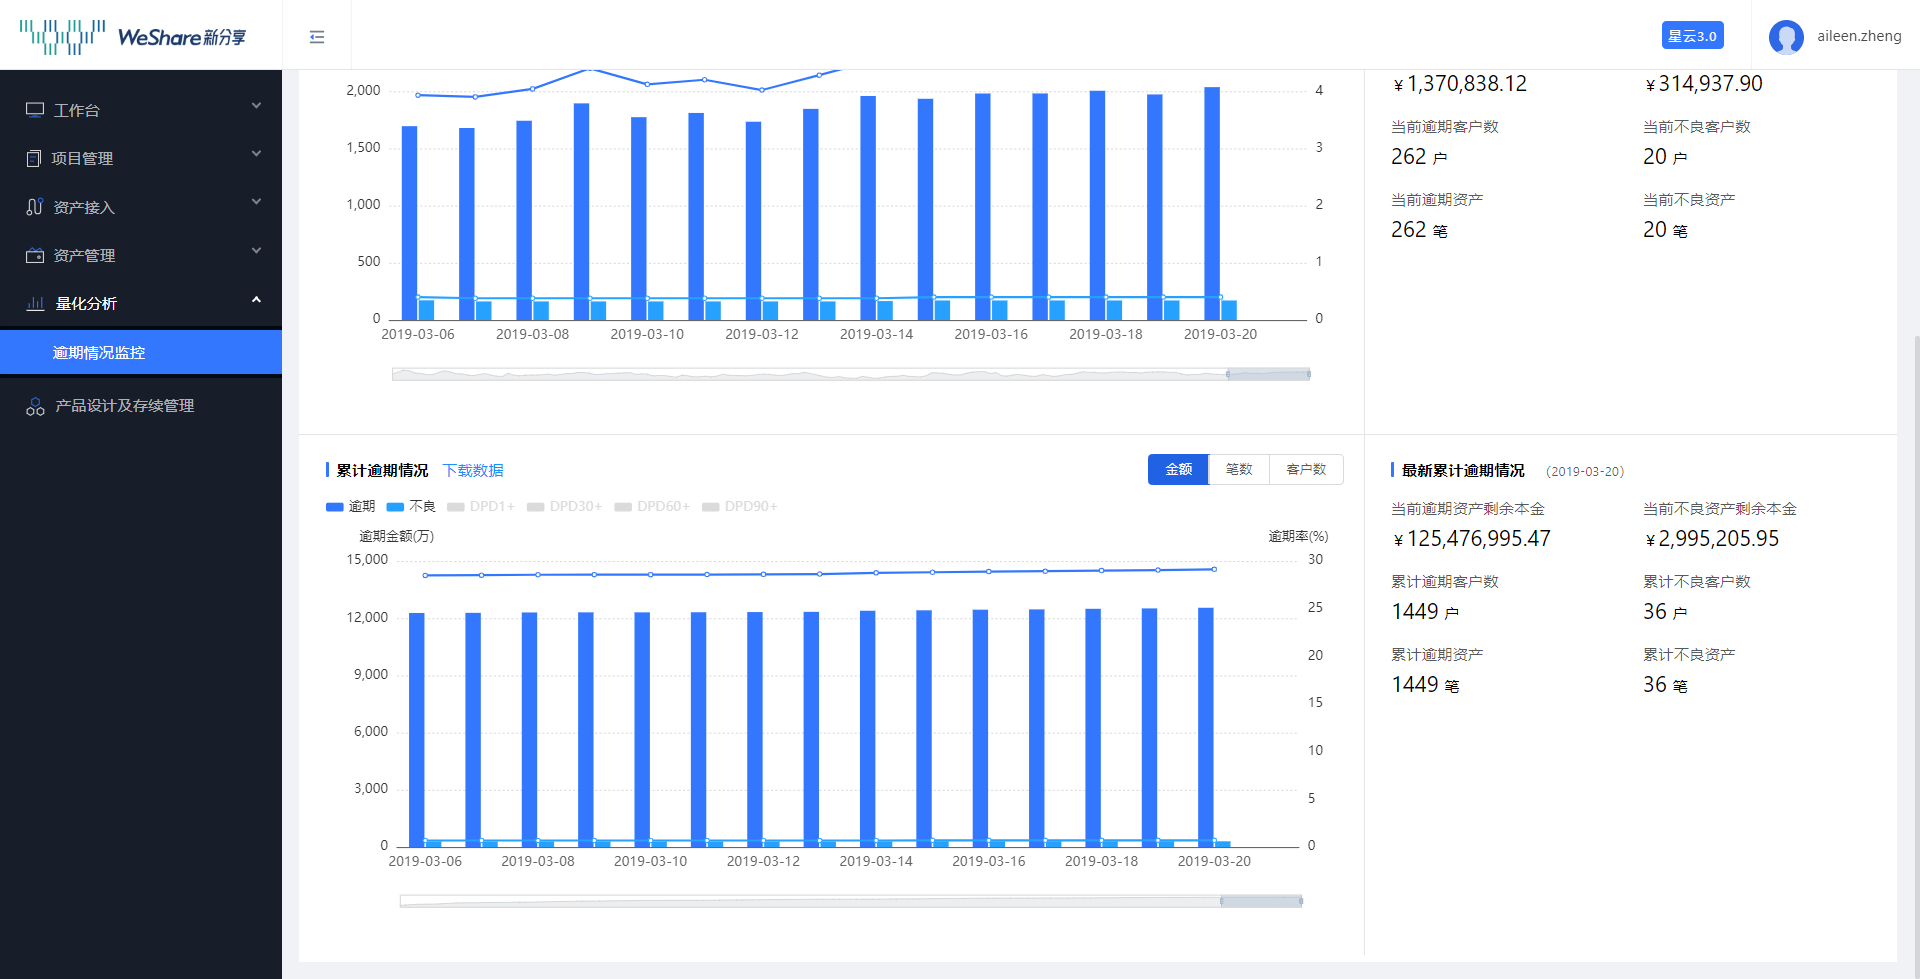 WeShare新分享
星云3.0
aileen.zheng
工作台
项目管理
资产接入
资产管理
量化分析
逾期情况监控
产品设计及存续管理
2,000
1,500
1,000
500
0
4
3
2
1
0
2019-03-06 2019-03-08 2019-03-10 2019-03-12 2019-03-14 2019-03-16 2019-03-18 2019-03-20
¥1,370,838.12 ¥314,937.90
当前逾期客户数 当前不良客户数
262 户 20 户
当前逾期资产 当前不良资产
262 笔 20 笔
累计逾期情况 下载数据
金额 笔数 客户数
逾期 不良 DPD1+ DPD30+ DPD60+ DPD90+
逾期金额(万) 逾期率(%)
15,000
12,000
9,000
6,000
3,000
0
30
25
20
15
10
5
0
2019-03-06 2019-03-08 2019-03-10 2019-03-12 2019-03-14 2019-03-16 2019-03-18 2019-03-20
最新累计逾期情况 (2019-03-20)
当前逾期资产剩余本金 当前不良资产剩余本金
¥125,476,995.47 ¥2,995,205.95
累计逾期客户数 累计不良客户数
1449 户 36 户
累计逾期资产 累计不良资产
1449 笔 36 笔